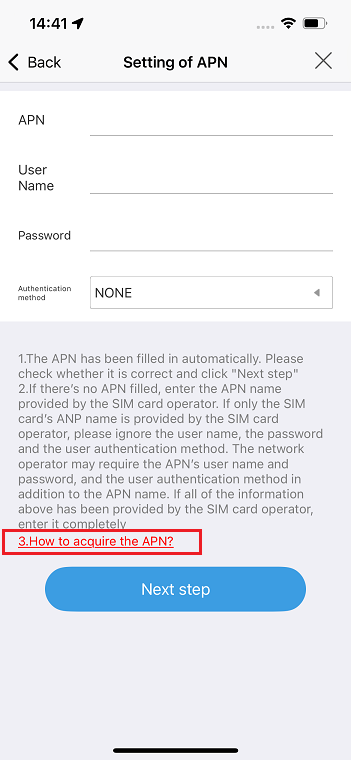 14:41
Back
Setting of APN
APN
User
Name
Password
Authentication
method
NONE
1.The APN has been filled in automatically. Please
check whether it is correct and click "Next step"
2.If there's no APN filled, enter the APN name
provided by the SIM card operator. If only the SIM
card's ANP name is provided by the SIM card
operator, please ignore the user name, the password
and the user authentication method. The network
operator may require the APN's user name and
password, and the user authentication method in
addition to the APN name. If all of the information
above has been provided by the SIM card operator,
enter it completely
3.How to acquire the APN?
Next step